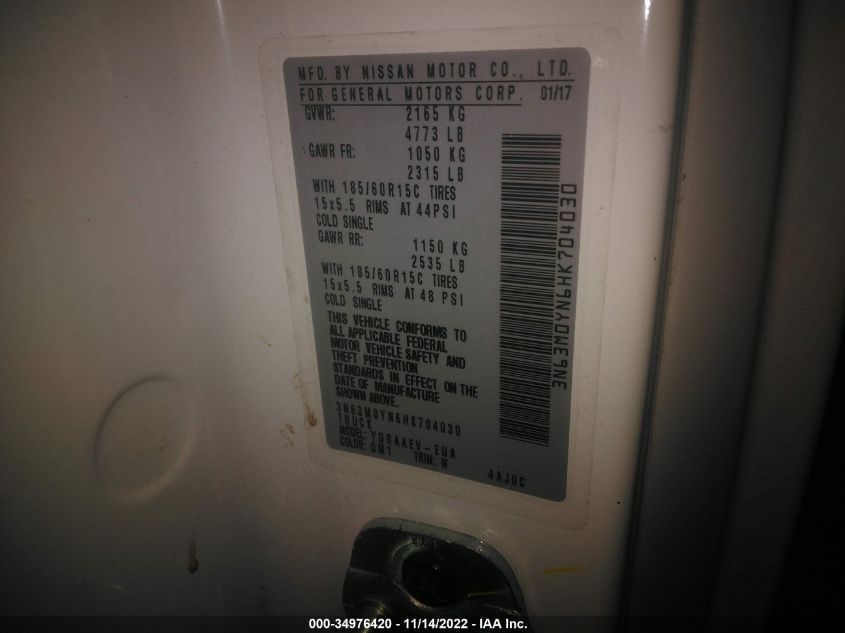 MFD. BY NISSAN MOTOR CO., LTD.
FOR GENERAL MOTORS CORP. 01/17
GVWR: 2165 KG
4773 LB
GAWR FR: 1050 KG
2315 LB
WITH 185/60R15C TIRES
15x5.5 RIMS AT 44PSI
COLD SINGLE
GAWR RR: 1150 KG
2535 LB
WITH 185/60R15C TIRES
15x5.5 RIMS AT 48 PSI
COLD SINGLE
THIS VEHICLE CONFORMS TO
ALL APPLICABLE FEDERAL
MOTOR VEHICLE SAFETY AND
THEFT PREVENTION
STANDARDS IN EFFECT ON THE
DATE OF MANUFACTURE
SHOWN ABOVE.
3N63M0YN6HK704030
TRUCK
MODEL: YDRAAEV-EUA
COLOR: QM1 TRIM: W
4AJ0C
3N63M0YN6HK704030
000-34976420 • 11/14/2022 - IAA Inc.